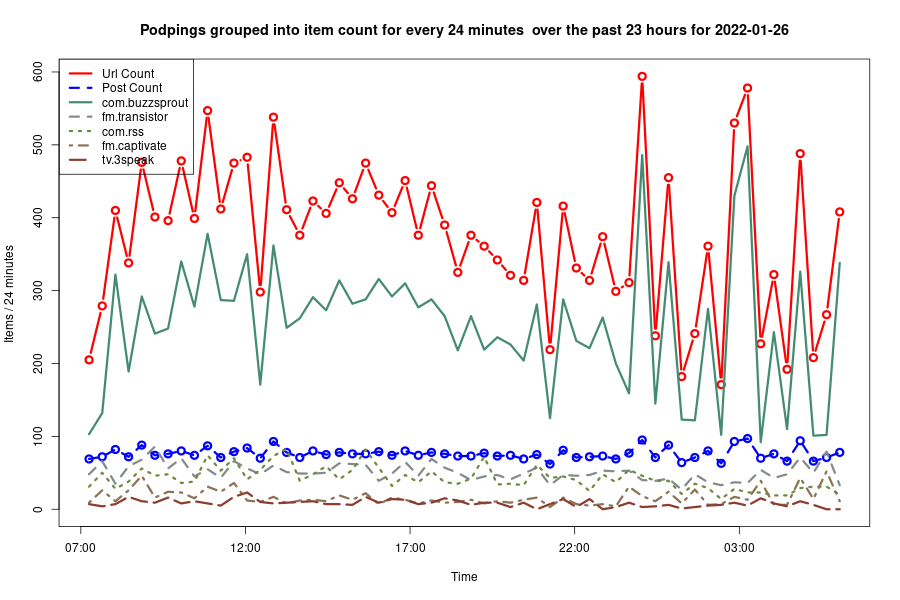 Podpings grouped into item count for every 24 minutes  over the past 23 hours for 2022-01-26
Url Count
Post Count
com.buzzsprout
fm.transistor
com.rss
fm.captivate
tv.3speak
600
500
400
300
200
100
0
Items / 24 minutes
07:00 12:00 17:00 22:00 03:00
Time